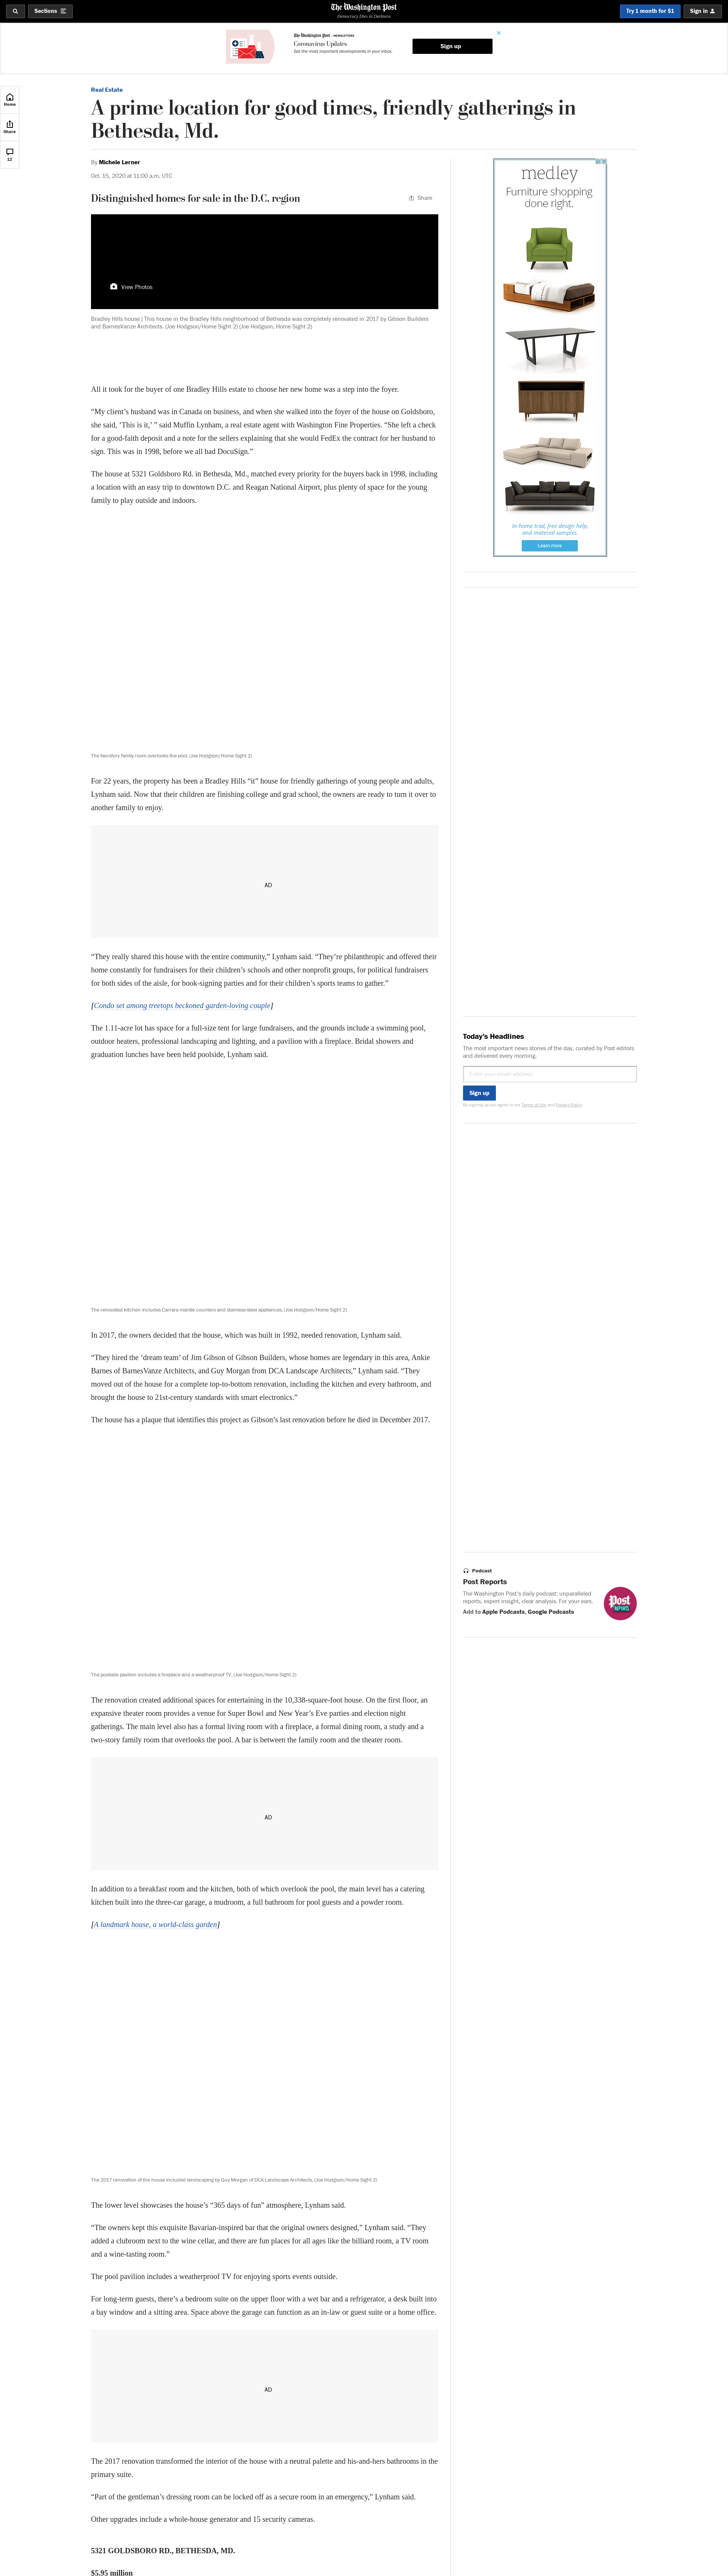 Sections
The Washington Post
Democracy Dies in Darkness
Try 1 month for $1
Sign in
The Washington Post | NEWSLETTERS
Coronavirus Updates
Get the most important developments in your inbox.
Sign up
Home
Share
12
Real Estate
A prime location for good times, friendly gatherings in
Bethesda, Md.
By Michele Lerner
Oct. 15, 2020 at 11:00 a.m. UTC
Distinguished homes for sale in the D.C. region
Share
View Photos
Bradley Hills house | This house in the Bradley Hills neighborhood of Bethesda was completely renovated in 2017 by Gibson Builders
and BarnesVanze Architects. (Joe Hodgson/Home Sight 2) (Joe Hodgson, Home Sight 2)
All it took for the buyer of one Bradley Hills estate to choose her new home was a step into the foyer.
“My client’s husband was in Canada on business, and when she walked into the foyer of the house on Goldsboro,
she said, ‘This is it,’ ” said Muffin Lynham, a real estate agent with Washington Fine Properties. “She left a check
for a good-faith deposit and a note for the sellers explaining that she would FedEx the contract for her husband to
sign. This was in 1998, before we all had DocuSign.”
The house at 5321 Goldsboro Rd. in Bethesda, Md., matched every priority for the buyers back in 1998, including
a location with an easy trip to downtown D.C. and Reagan National Airport, plus plenty of space for the young
family to play outside and indoors.
The two-story family room overlooks the pool. (Joe Hodgson/Home Sight 2)
For 22 years, the property has been a Bradley Hills “it” house for friendly gatherings of young people and adults,
Lynham said. Now that their children are finishing college and grad school, the owners are ready to turn it over to
another family to enjoy.
AD
“They really shared this house with the entire community,” Lynham said. “They’re philanthropic and offered their
home constantly for fundraisers for their children’s schools and other nonprofit groups, for political fundraisers
for both sides of the aisle, for book-signing parties and for their children’s sports teams to gather.”
[Condo set among treetops beckoned garden-loving couple]
The 1.11-acre lot has space for a full-size tent for large fundraisers, and the grounds include a swimming pool,
outdoor heaters, professional landscaping and lighting, and a pavilion with a fireplace. Bridal showers and
graduation lunches have been held poolside, Lynham said.
The renovated kitchen includes Carrara marble counters and stainless-steel appliances. (Joe Hodgson/Home Sight 2)
In 2017, the owners decided that the house, which was built in 1992, needed renovation, Lynham said.
“They hired the ‘dream team’ of Jim Gibson of Gibson Builders, whose homes are legendary in this area, Ankie
Barnes of BarnesVanze Architects, and Guy Morgan from DCA Landscape Architects,” Lynham said. “They
moved out of the house for a complete top-to-bottom renovation, including the kitchen and every bathroom, and
brought the house to 21st-century standards with smart electronics.”
The house has a plaque that identifies this project as Gibson’s last renovation before he died in December 2017.
The poolside pavilion includes a fireplace and a weatherproof TV. (Joe Hodgson/Home Sight 2)
The renovation created additional spaces for entertaining in the 10,338-square-foot house. On the first floor, an
expansive theater room provides a venue for Super Bowl and New Year’s Eve parties and election night
gatherings. The main level also has a formal living room with a fireplace, a formal dining room, a study and a
two-story family room that overlooks the pool. A bar is between the family room and the theater room.
AD
In addition to a breakfast room and the kitchen, both of which overlook the pool, the main level has a catering
kitchen built into the three-car garage, a mudroom, a full bathroom for pool guests and a powder room.
[A landmark house, a world-class garden]
The 2017 renovation of the house included landscaping by Guy Morgan of DCA Landscape Architects. (Joe Hodgson/Home Sight 2)
The lower level showcases the house’s “365 days of fun” atmosphere, Lynham said.
“The owners kept this exquisite Bavarian-inspired bar that the original owners designed,” Lynham said. “They
added a clubroom next to the wine cellar, and there are fun places for all ages like the billiard room, a TV room
and a wine-tasting room.”
The pool pavilion includes a weatherproof TV for enjoying sports events outside.
For long-term guests, there’s a bedroom suite on the upper floor with a wet bar and a refrigerator, a desk built into
a bay window and a sitting area. Space above the garage can function as an in-law or guest suite or a home office.
AD
The 2017 renovation transformed the interior of the house with a neutral palette and his-and-hers bathrooms in the
primary suite.
“Part of the gentleman’s dressing room can be locked off as a secure room in an emergency,” Lynham said.
Other upgrades include a whole-house generator and 15 security cameras.
5321 GOLDSBORO RD., BETHESDA, MD.
$5.95 million
medley
Furniture shopping
done right.
In-home trial, free design help,
and material samples.
Learn more
Today’s Headlines
The most important news stories of the day, curated by Post editors
and delivered every morning.
Enter your email address
Sign up
By signing up you agree to our Terms of Use and Privacy Policy
Podcast
Post Reports
The Washington Post’s daily podcast: unparalleled
reports, expert insight, clear analysis. For your ears.
Add to Apple Podcasts, Google Podcasts
Post
REPORTS